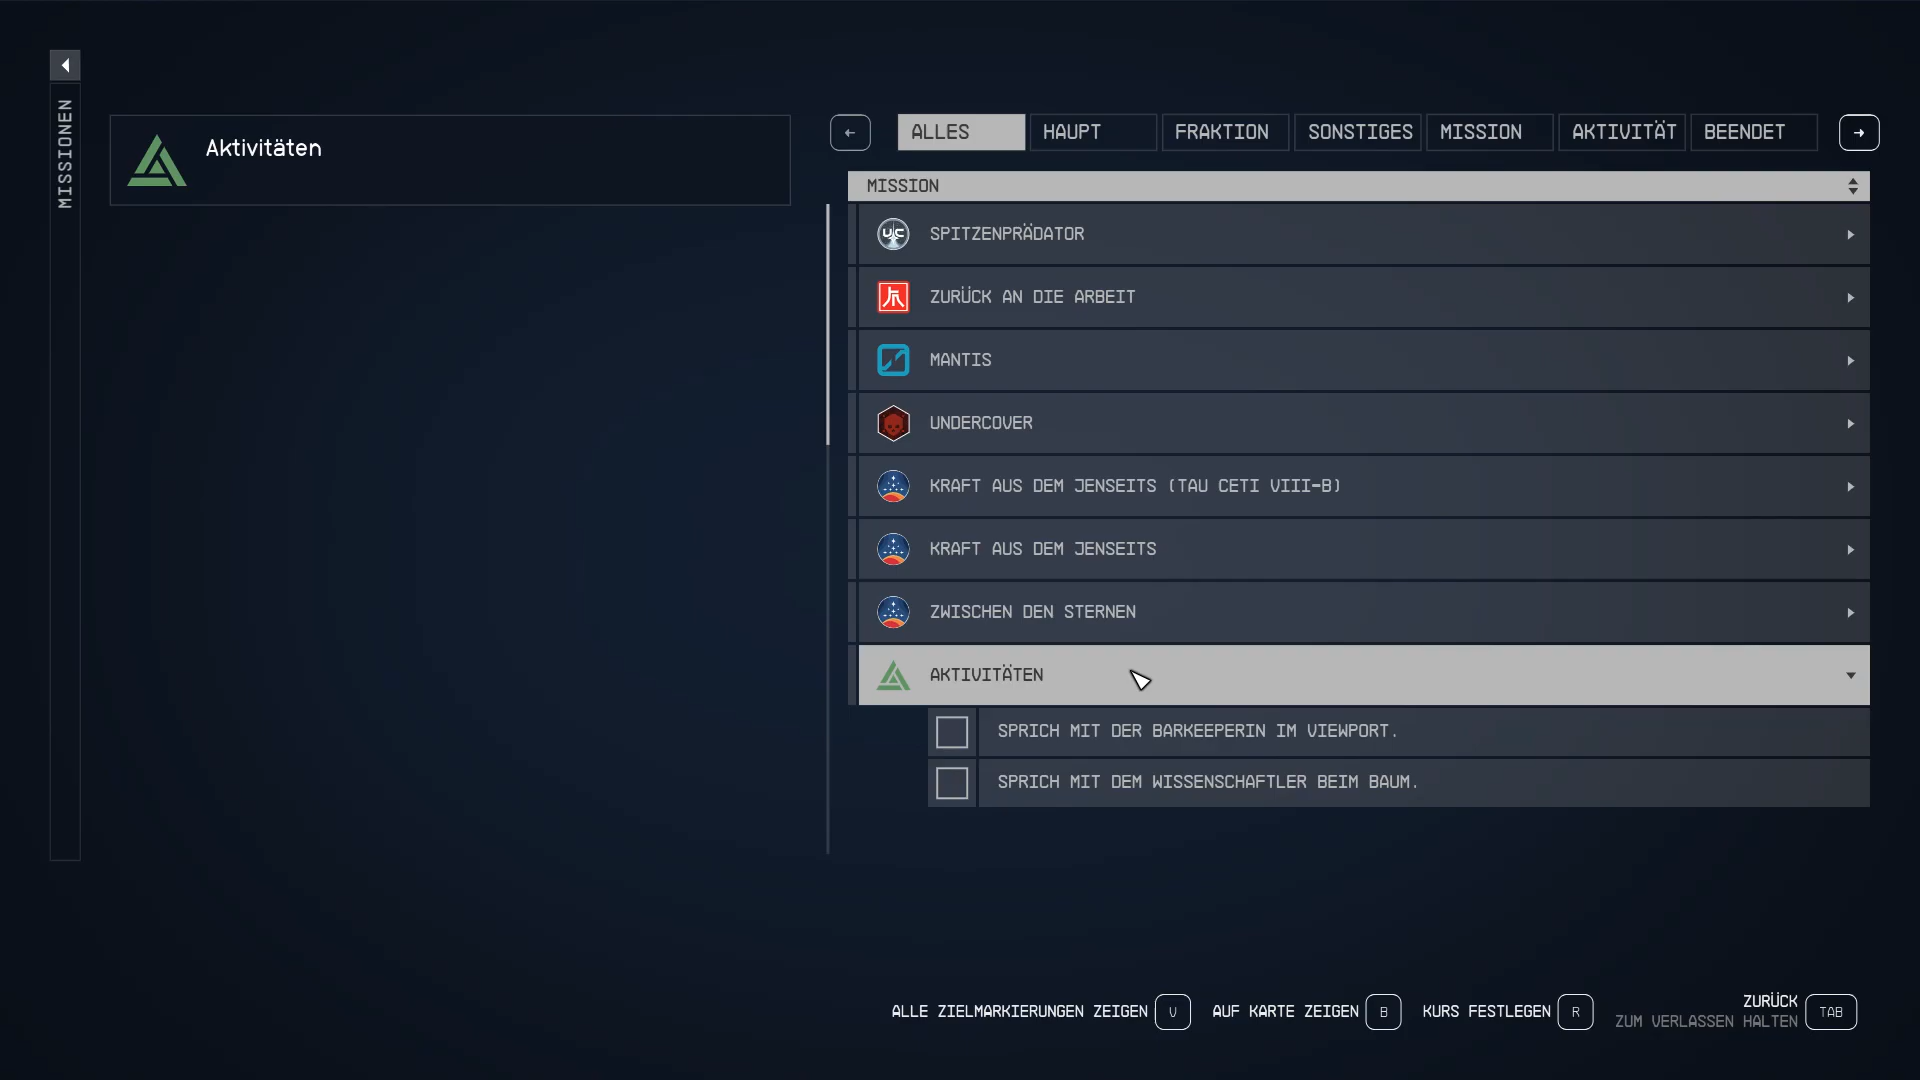 MISSIONEN
Aktivitäten
ALLES
HAUPT
FRAKTION
SONSTIGES
MISSION
AKTIVITÄT
BEENDET
MISSION
UC
SPITZENPRÄDATOR
ZURÜCK AN DIE ARBEIT
MANTIS
UNDERCOVER
KRAFT AUS DEM JENSEITS (TAU CETI VIII-B)
KRAFT AUS DEM JENSEITS
ZWISCHEN DEN STERNEN
AKTIVITÄTEN
SPRICH MIT DER BARKEEPERIN IM VIEWPORT.
SPRICH MIT DEM WISSENSCHAFTLER BEIM BAUM.
ALLE ZIELMARKIERUNGEN ZEIGEN V
AUF KARTE ZEIGEN B
KURS FESTLEGEN R
ZURÜCK
ZUM VERLASSEN HALTEN
TAB